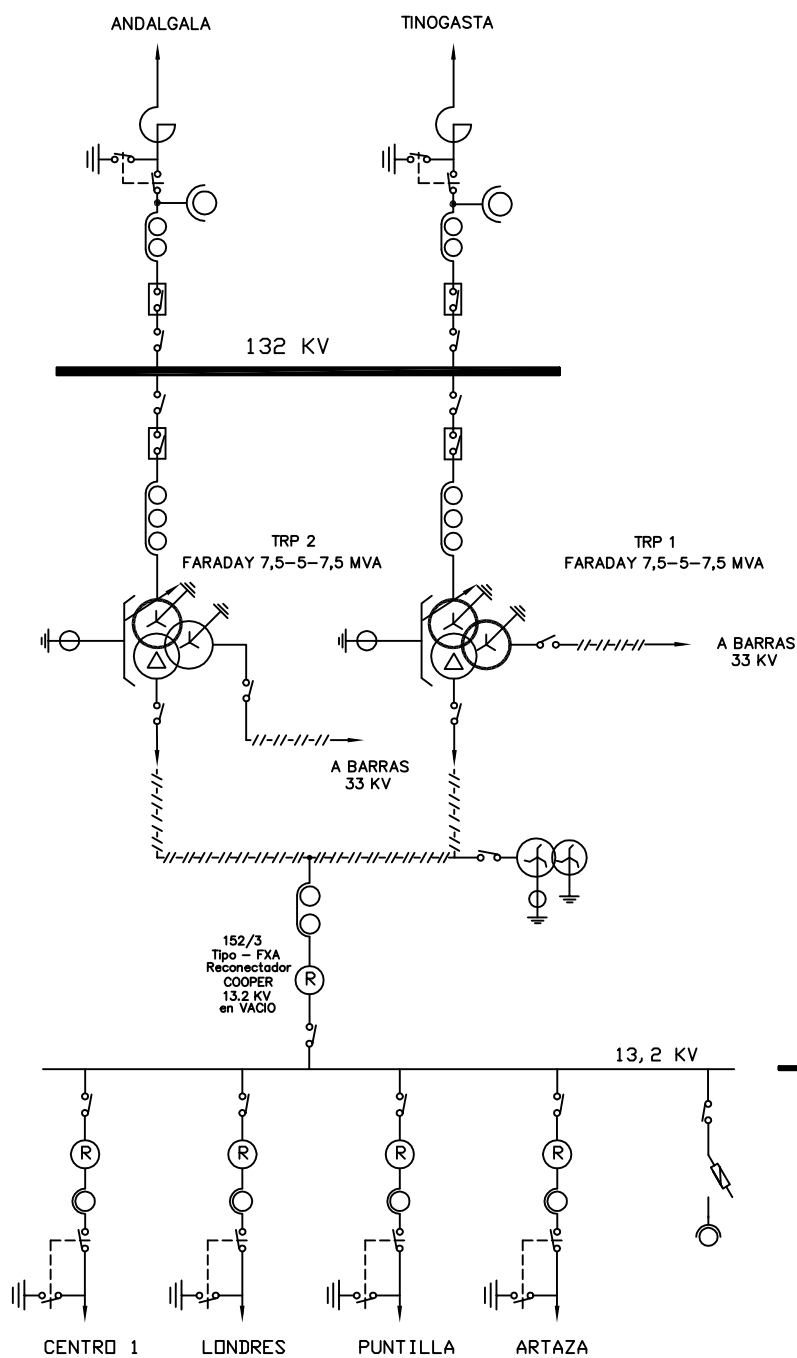 ANDALGALA
TINOGASTA
132 KV
TRP 2
FARADAY 7,5-5-7,5 MVA
TRP 1
FARADAY 7,5-5-7,5 MVA
A BARRAS
33 KV
A BARRAS
33 KV
152/3
Tipo - FXA
Reconectador
COOPER
13.2 KV
en VACIO
R
13,2 KV
R
R
R
R
CENTRO 1
LONDRES
PUNTILLA
ARTAZA